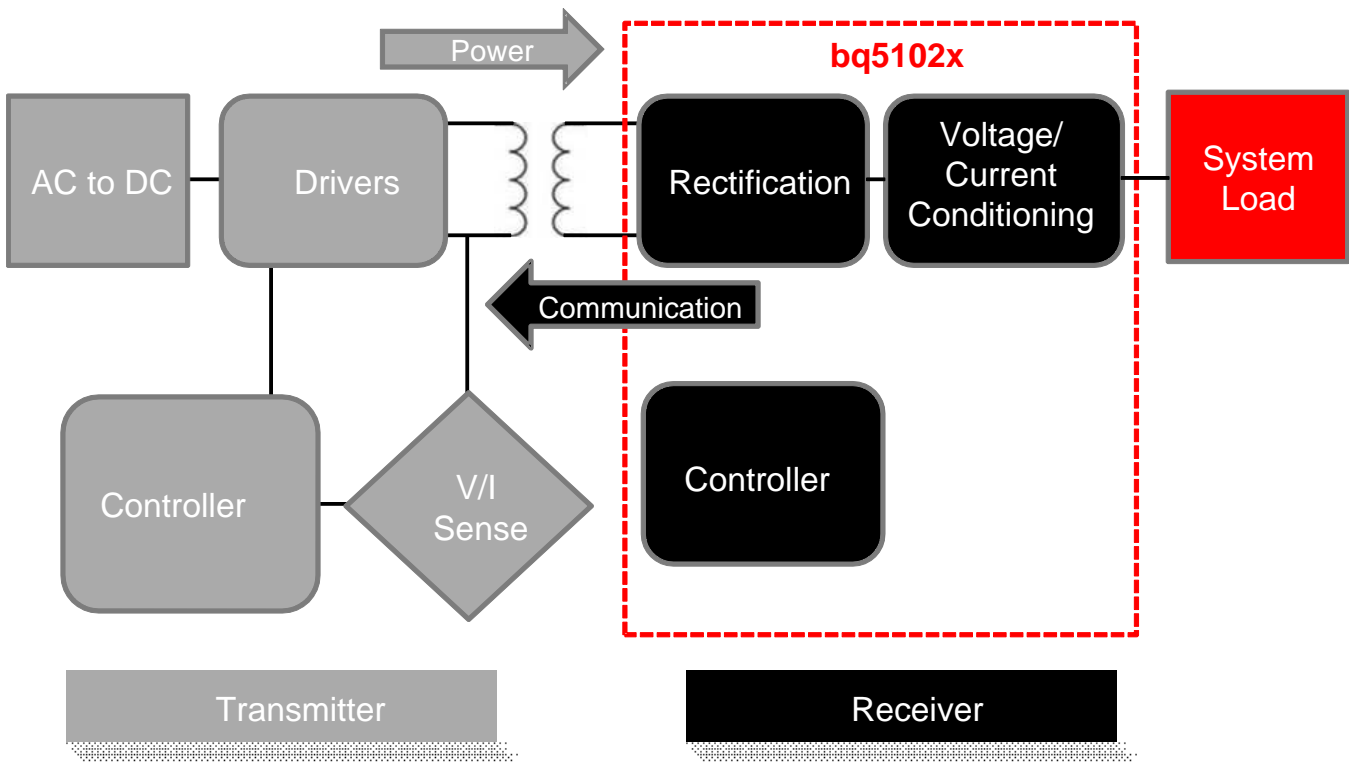 Power
bq5102x
AC to DC
Drivers
Rectification
Voltage/
Current
Conditioning
System
Load
Communication
Controller
V/I
Sense
Controller
Transmitter
Receiver